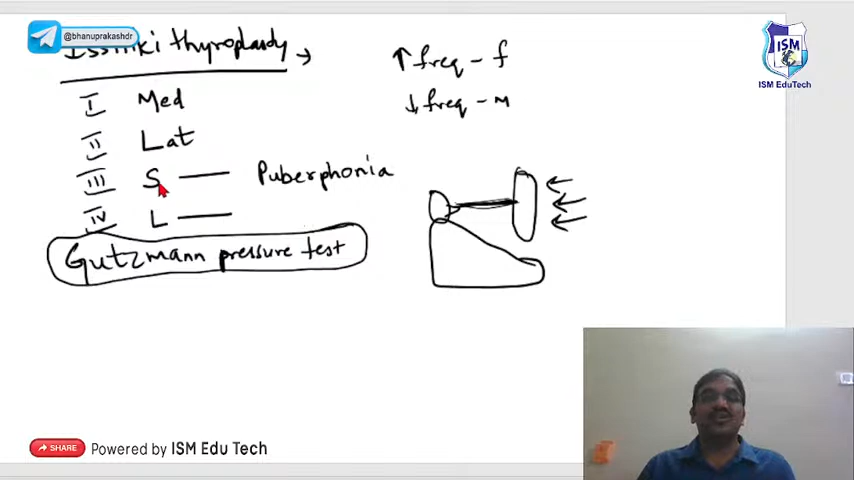 @bhanuprakashdr
Isshiki thyroplasty →
↑ freq - f
ISM
ISM EduTech
I Med
↓ freq - m
II Lat
III S — Puberphonia
IV L —
Gutzmann pressure test
SHARE Powered by ISM Edu Tech